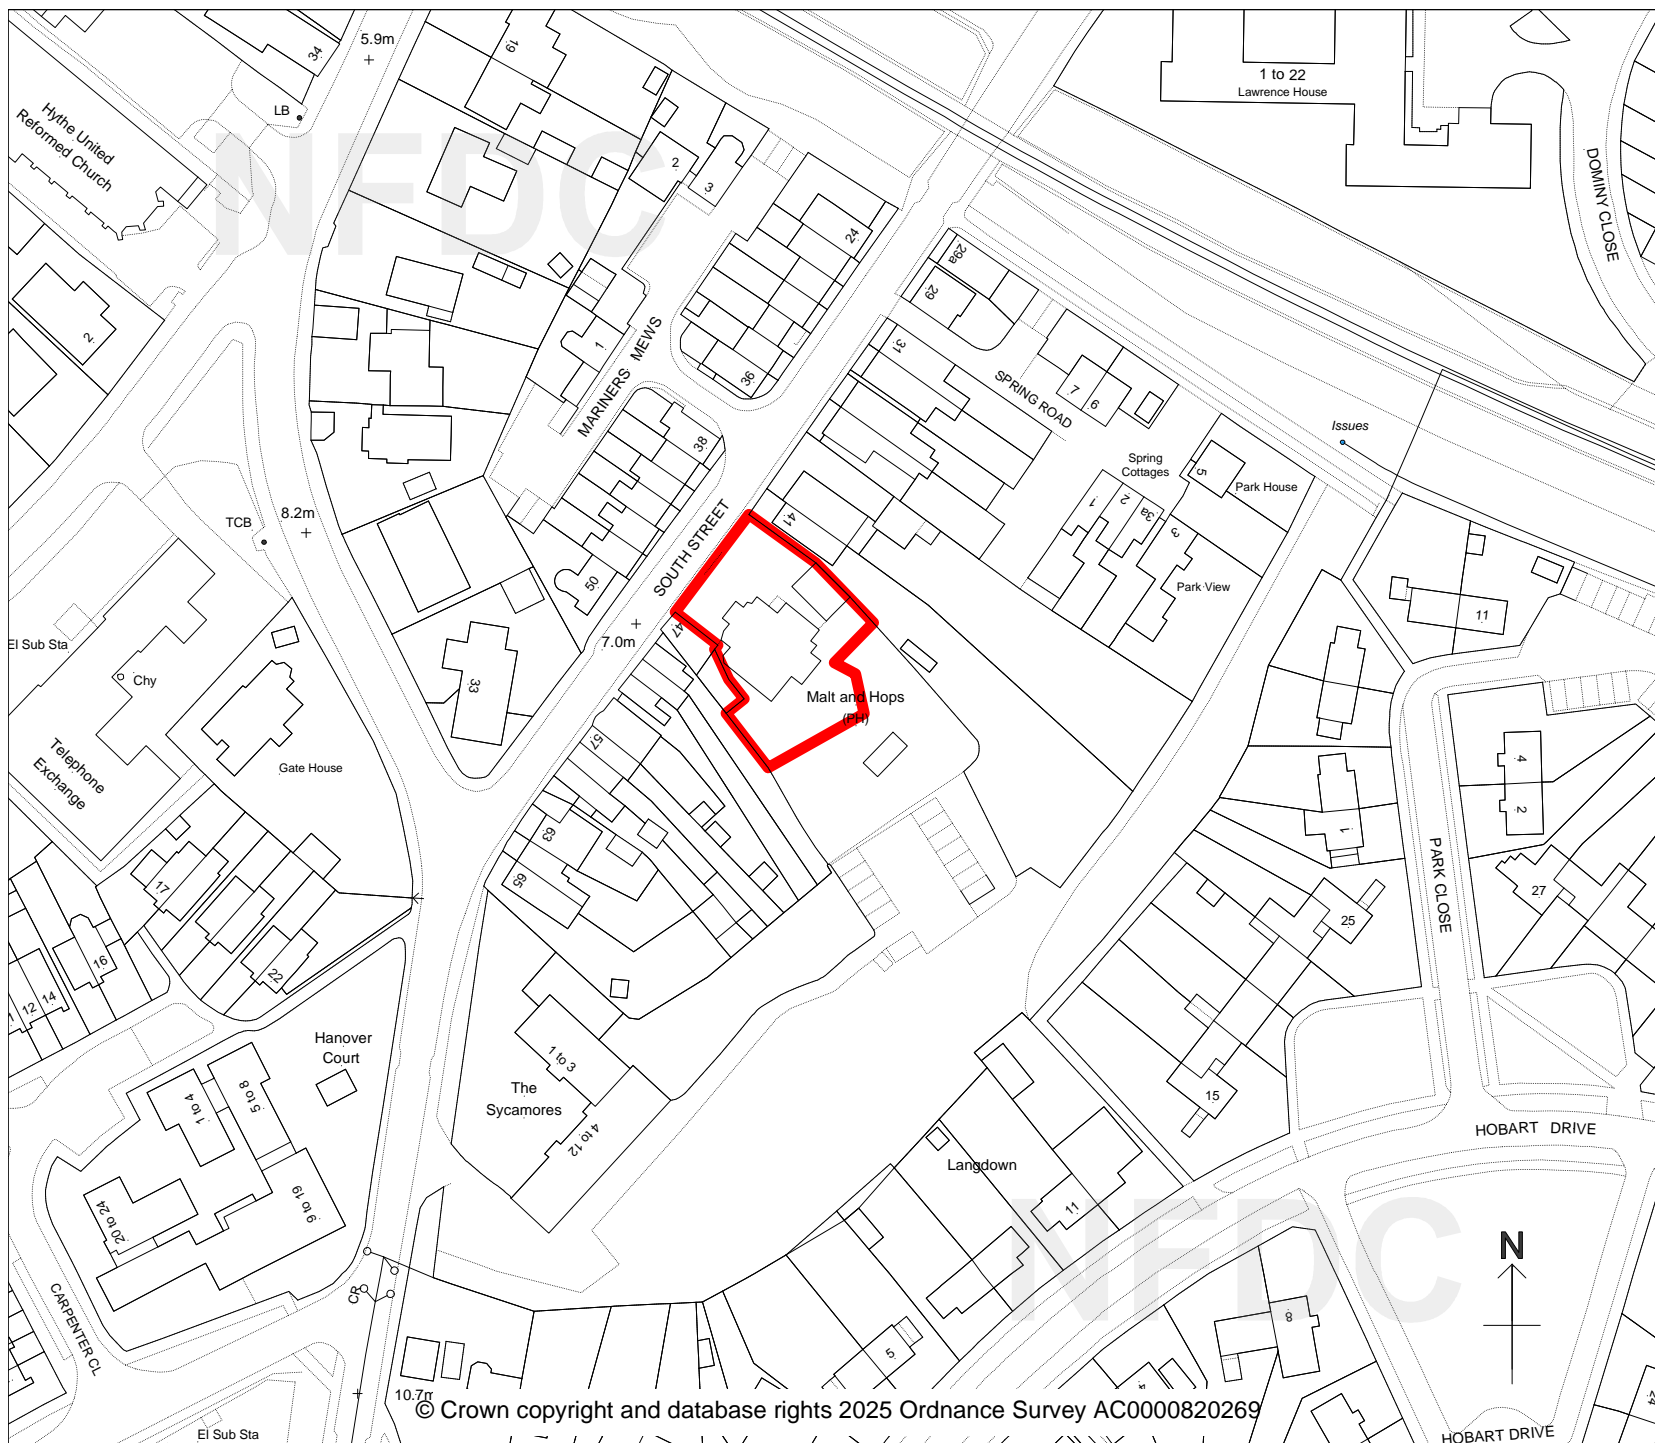 5.9m
34
19
LB
Hythe United
Reformed Church
NFDC
2
3
1 to 22
Lawrence House
DOMINY CLOSE
24
29a
29
2
1
MARINERS MEWS
36
31
SPRING ROAD
7
6
Issues
38
Spring
Cottages
5
Park House
1
2
3a
3
Park View
TCB
8.2m
41
SOUTH STREET
50
47
7.0m
El Sub Sta
Chy
33
11
Malt and Hops
(PH)
Telephone
Exchange
Gate House
57
4
2
1
PARK CLOSE
63
65
17
27
25
16
22
14
12
Hanover
Court
1 to 3
The
Sycamores
4 to 12
1 to 4
5 to 8
9 to 19
20 to 24
15
HOBART DRIVE
Langdown
11
NFDC
N
CARPENTER CL
CR
8
5
4
24
10.7m
© Crown copyright and database rights 2025 Ordnance Survey AC0000820269
El Sub Sta
HOBART DRIVE